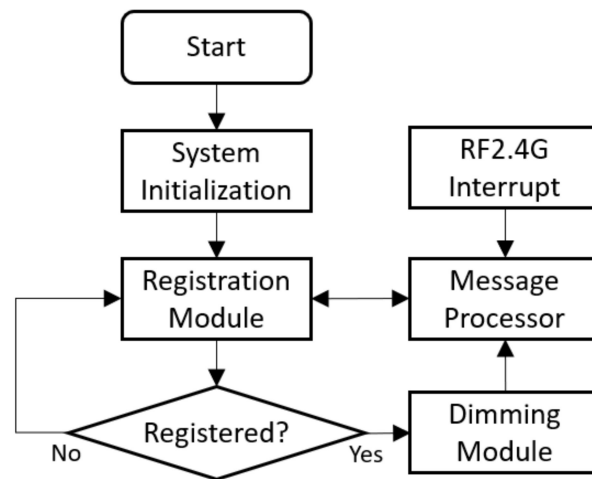 Start
System
Initialization
RF2.4G
Interrupt
Registration
Module
Message
Processor
Registered?
No
Yes
Dimming
Module